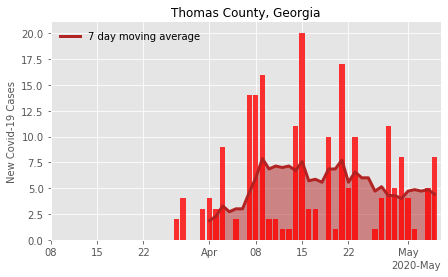 Thomas County, Georgia
7 day moving average
New Covid-19 Cases
20.0
17.5
15.0
12.5
10.0
7.5
5.0
2.5
0.0
08 15 22 Apr 08 15 22 May
2020-May